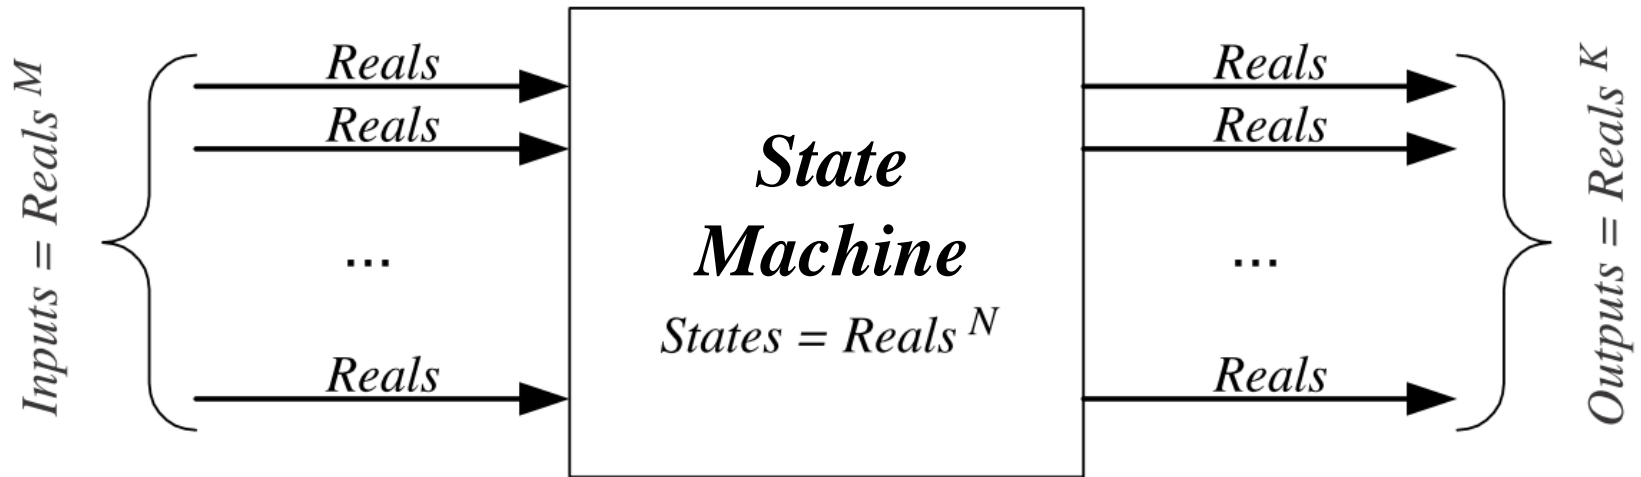 Inputs = Reals^M
Reals
Reals
...
Reals
State
Machine
States = Reals^N
Reals
Reals
...
Reals
Outputs = Reals^K